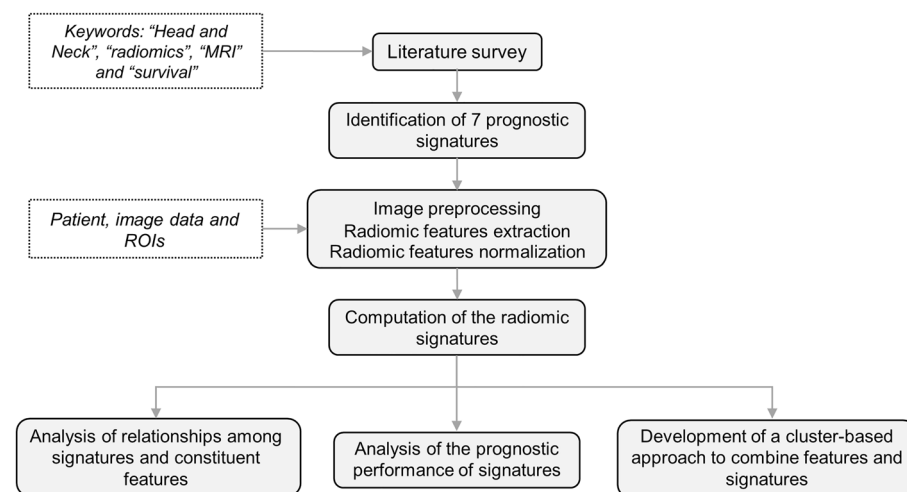 Keywords: “Head and
Neck”, “radiomics”, “MRI”
and “survival”
Literature survey
Identification of 7 prognostic
signatures
Patient, image data and
ROIs
Image preprocessing
Radiomic features extraction
Radiomic features normalization
Computation of the radiomic
signatures
Analysis of relationships among
signatures and constituent
features
Analysis of the prognostic
performance of signatures
Development of a cluster-based
approach to combine features and
signatures